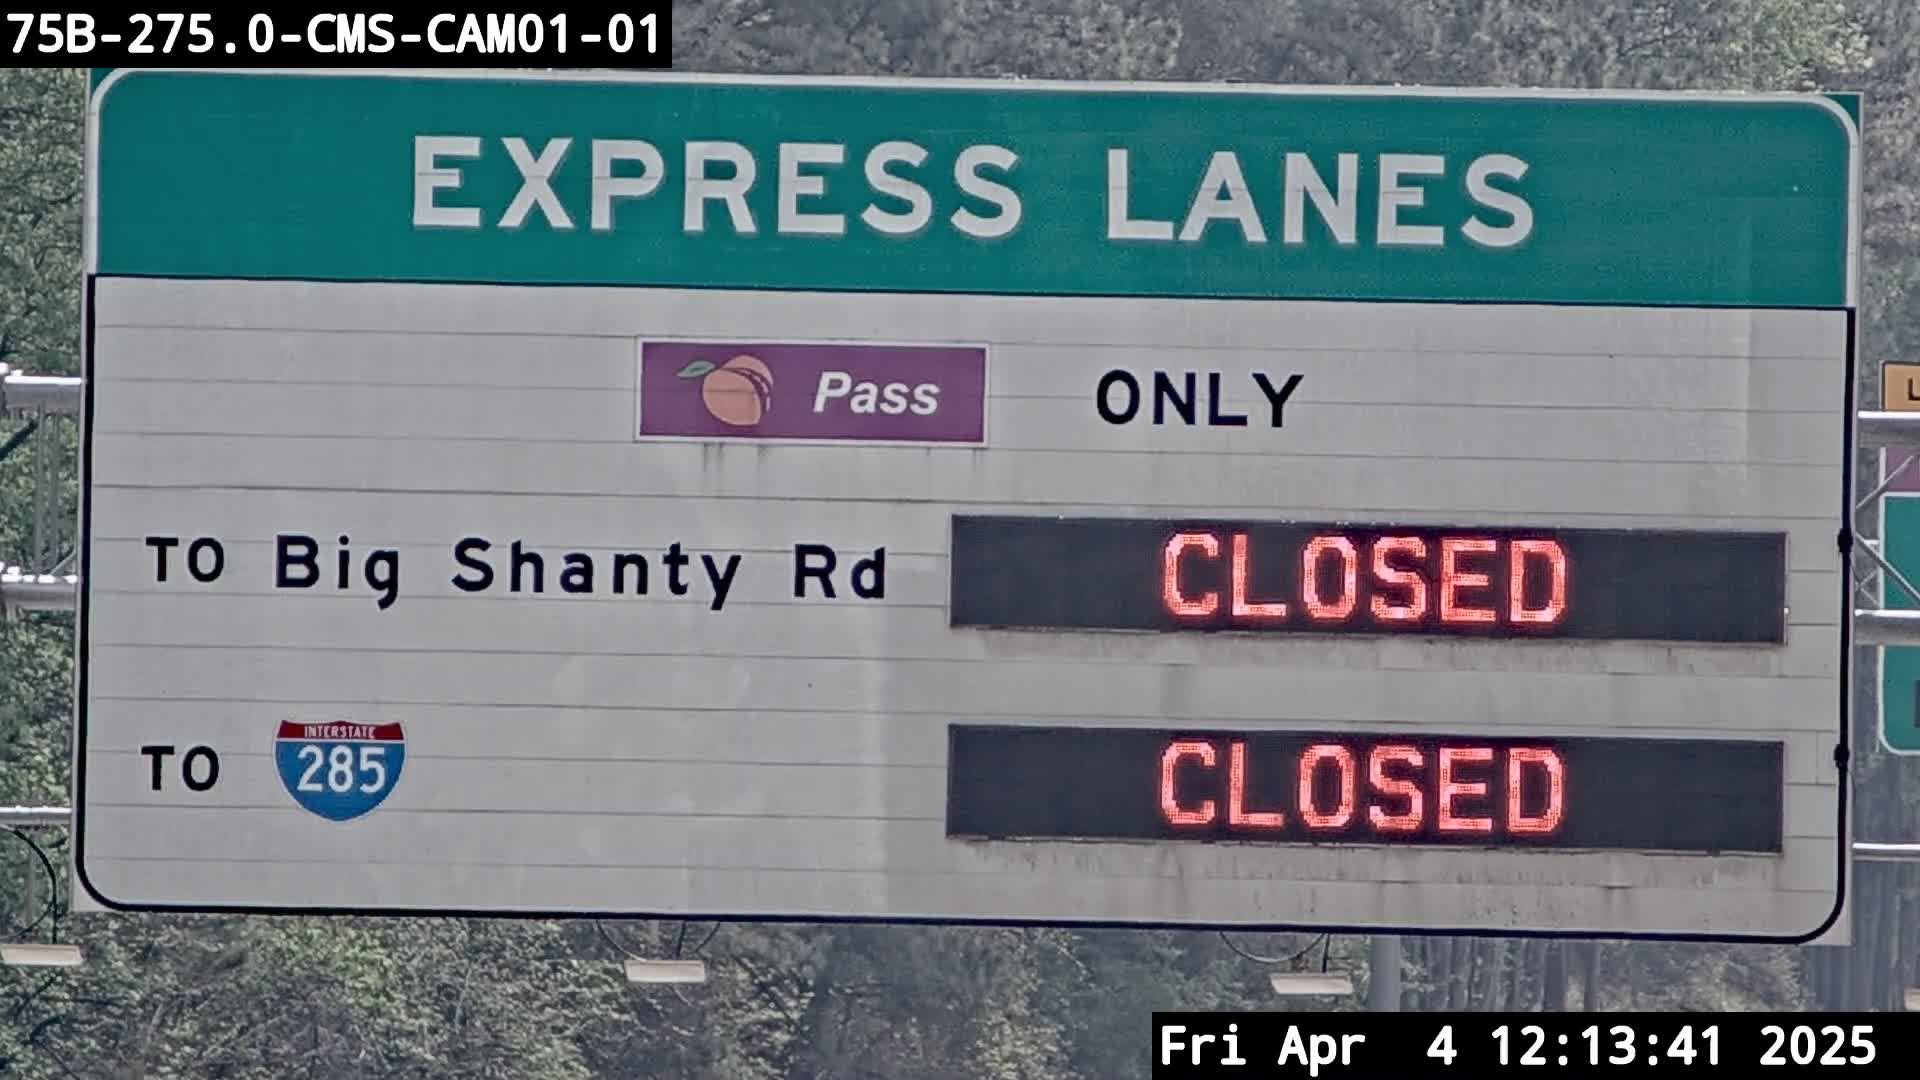 75B-275.0-CMS-CAM01-01
EXPRESS LANES
Pass ONLY
TO Big Shanty Rd CLOSED
TO INTERSTATE 285 CLOSED
Fri Apr 4 12:13:41 2025